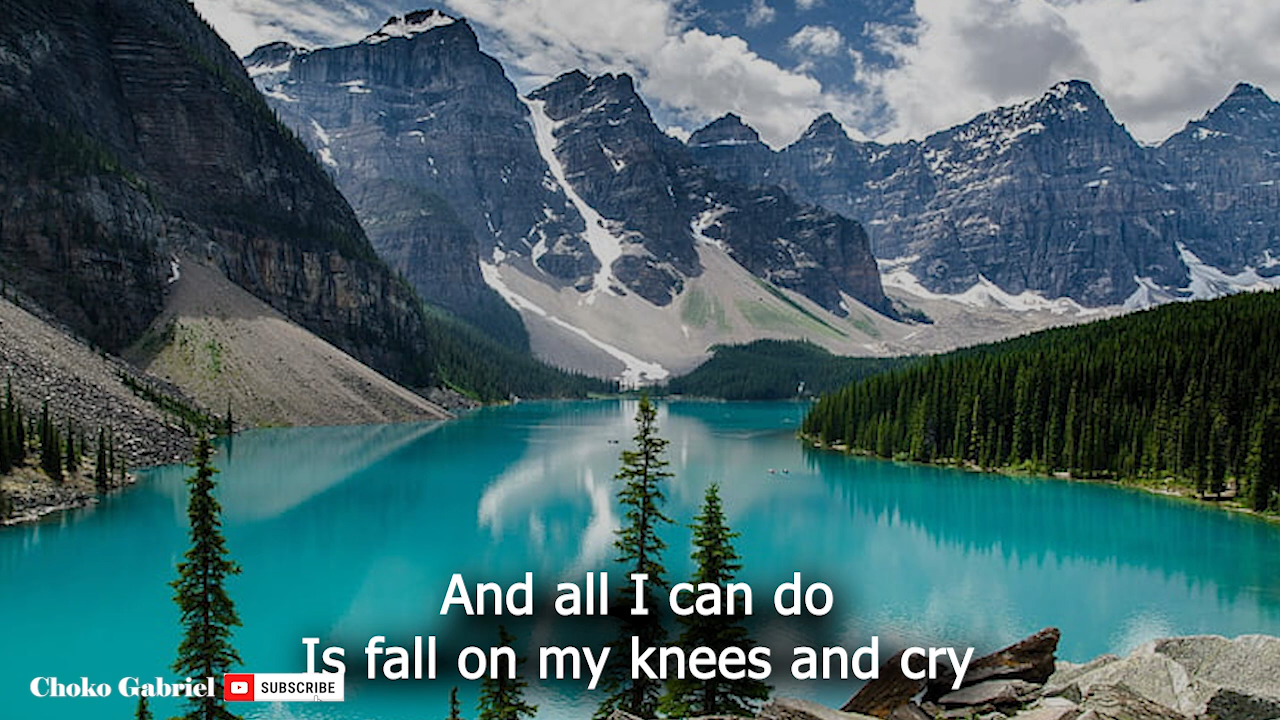 And all I can do
Is fall on my knees and cry
Choko Gabriel SUBSCRIBE